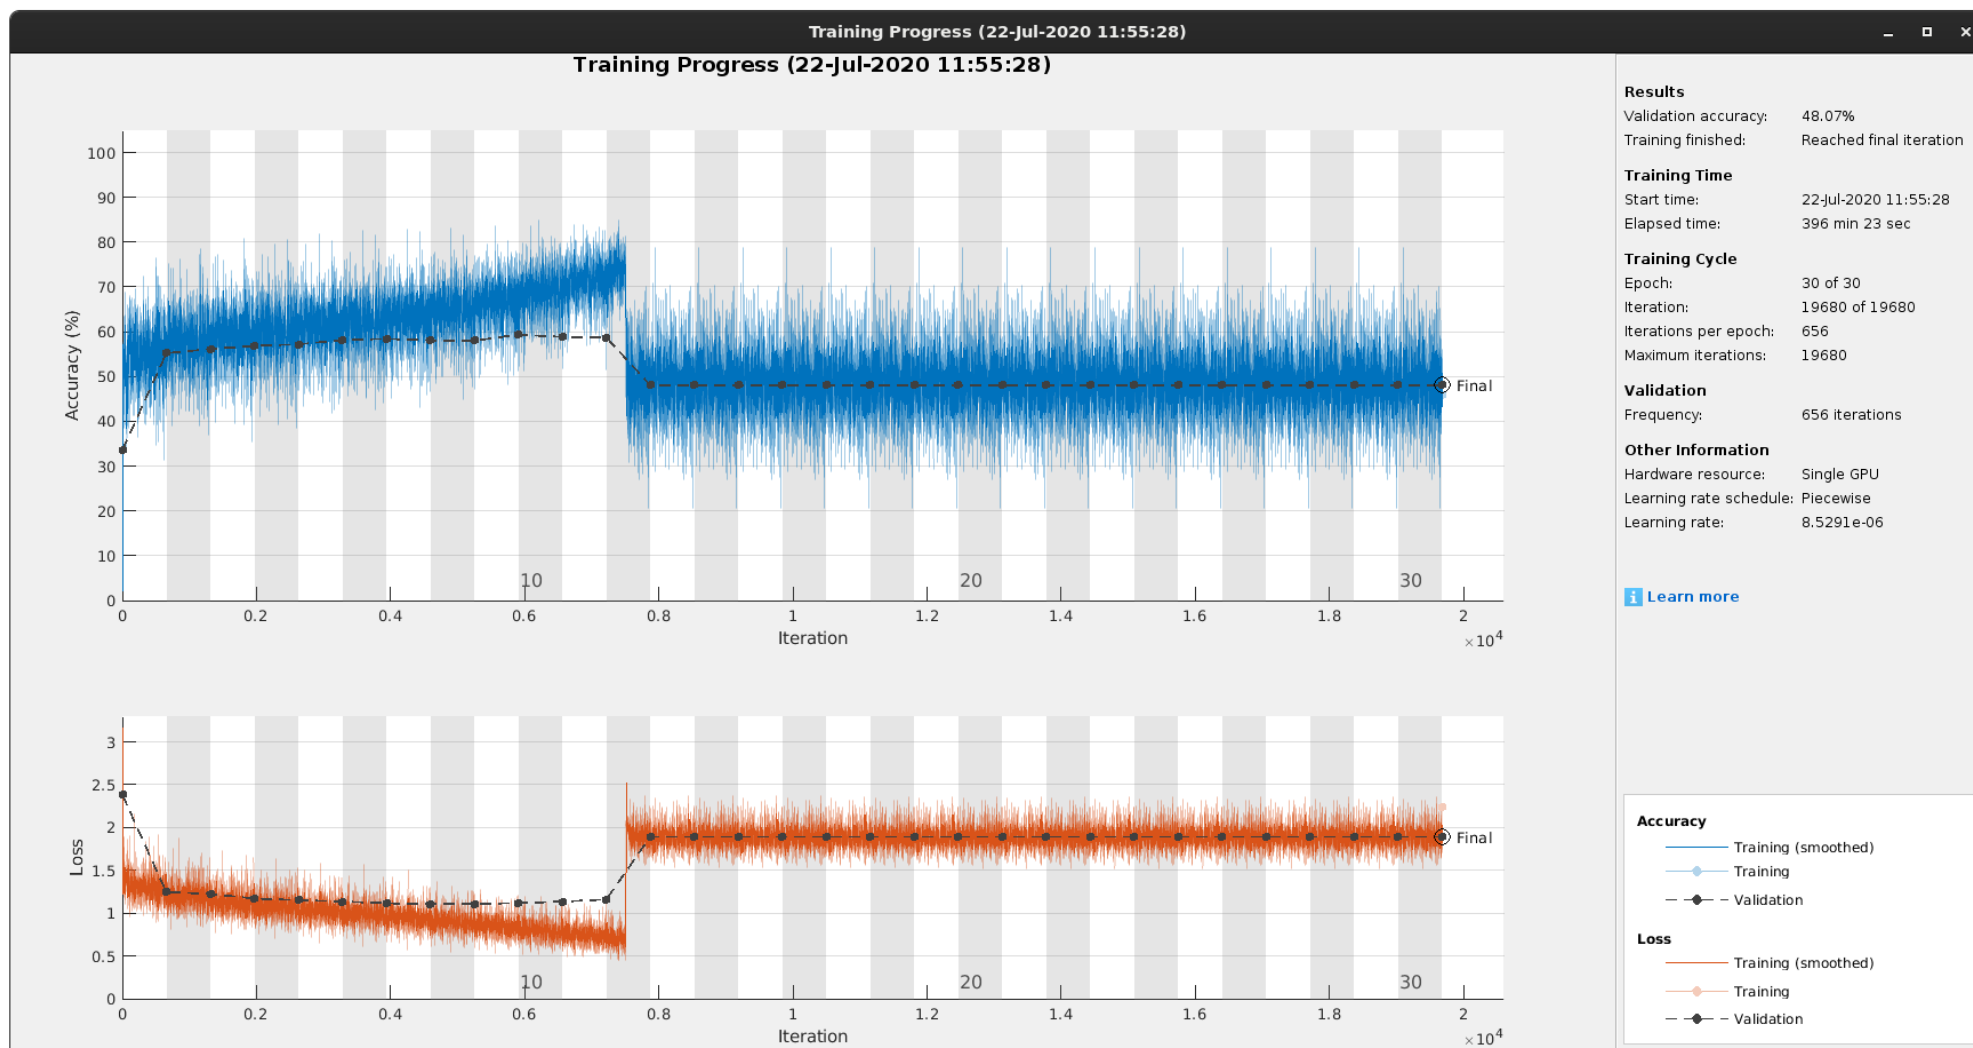 Training Progress (22-Jul-2020 11:55:28)
Training Progress (22-Jul-2020 11:55:28)
100
90
80
70
60
50
40
30
20
10
0
Accuracy (%)
Final
10
20
30
0
0.2
0.4
0.6
0.8
1
1.2
1.4
1.6
1.8
2
Iteration
×10⁴
3
2.5
2
1.5
1
0.5
0
Loss
Final
10
20
30
0
0.2
0.4
0.6
0.8
1
1.2
1.4
1.6
1.8
2
Iteration
×10⁴
Results
Validation accuracy: 48.07%
Training finished: Reached final iteration
Training Time
Start time: 22-Jul-2020 11:55:28
Elapsed time: 396 min 23 sec
Training Cycle
Epoch: 30 of 30
Iteration: 19680 of 19680
Iterations per epoch: 656
Maximum iterations: 19680
Validation
Frequency: 656 iterations
Other Information
Hardware resource: Single GPU
Learning rate schedule: Piecewise
Learning rate: 8.5291e-06
i Learn more
Accuracy
Training (smoothed)
Training
Validation
Loss
Training (smoothed)
Training
Validation